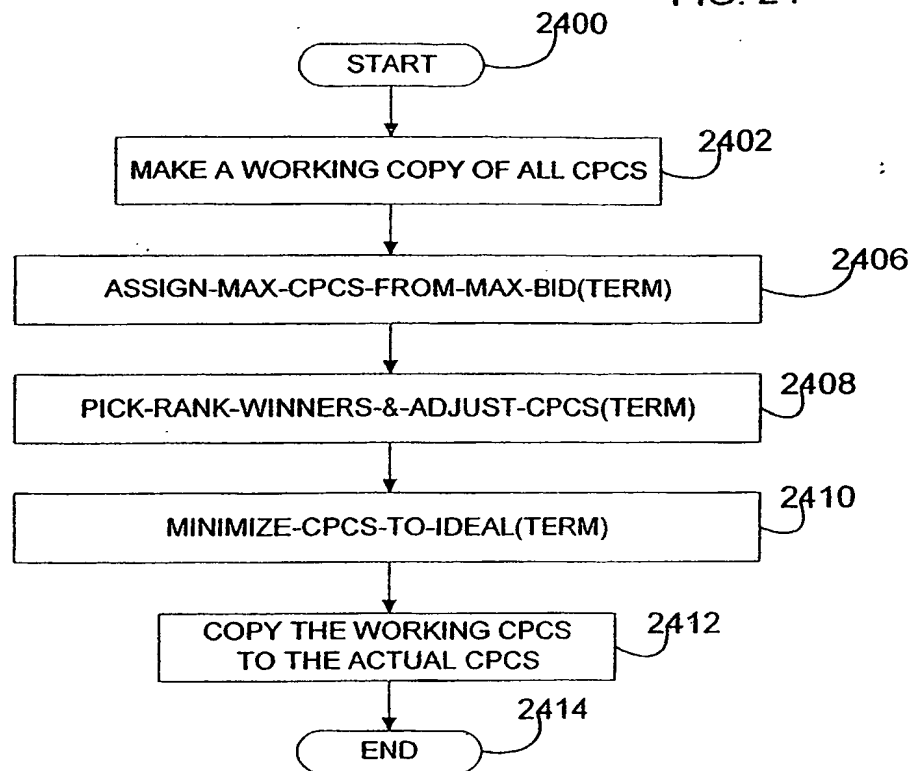 2400
START
2402
MAKE A WORKING COPY OF ALL CPCS
2406
ASSIGN-MAX-CPCS-FROM-MAX-BID(TERM)
2408
PICK-RANK-WINNERS-&-ADJUST-CPCS(TERM)
2410
MINIMIZE-CPCS-TO-IDEAL(TERM)
2412
COPY THE WORKING CPCS
TO THE ACTUAL CPCS
2414
END